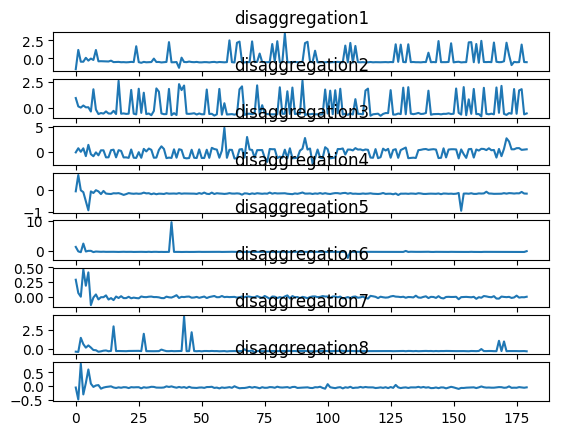 disaggregation1
2.5
0.0
disaggregation2
2.5
0.0
disaggregation3
5
0
disaggregation4
0
−1
disaggregation5
10
0
disaggregation6
0.50
0.25
0.00
disaggregation7
2.5
0.0
disaggregation8
0.5
0.0
−0.5
0 25 50 75 100 125 150 175